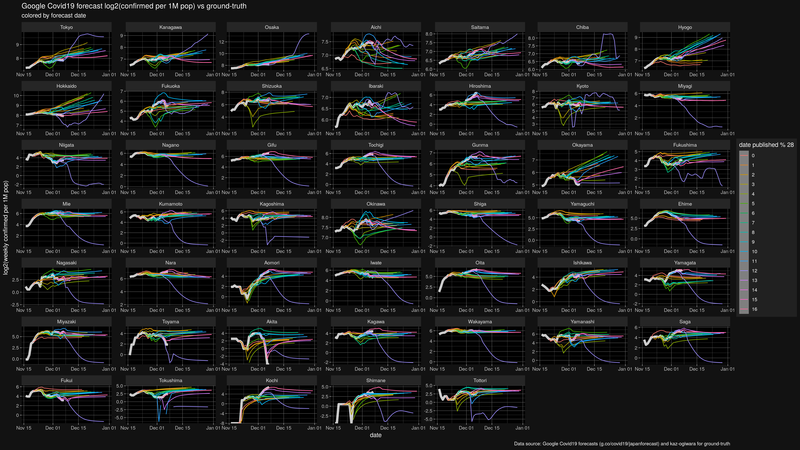 Google Covid19 forecast log2(confirmed per 1M pop) vs ground-truth
colored by forecast date
Tokyo Kanagawa Osaka Aichi Saitama Chiba Hyogo
Hokkaido Fukuoka Shizuoka Ibaraki Hiroshima Kyoto Miyagi
Niigata Nagano Gifu Tochigi Gunma Okayama Fukushima
Mie Kumamoto Kagoshima Okinawa Shiga Yamaguchi Ehime
Nagasaki Nara Aomori Iwate Oita Ishikawa Yamagata
Miyazaki Toyama Akita Kagawa Wakayama Yamanashi Saga
Fukui Tokushima Kochi Shimane Tottori
Nov 15 Dec 01 Dec 15 Jan 01
log2(weekly confirmed per 1M pop)
date
date published % 28
0
1
2
3
4
5
6
7
8
9
10
11
12
13
14
15
Data source: Google Covid19 forecasts (g.co/covid19/japanforecast) and kaz-ogiwara for ground-truth